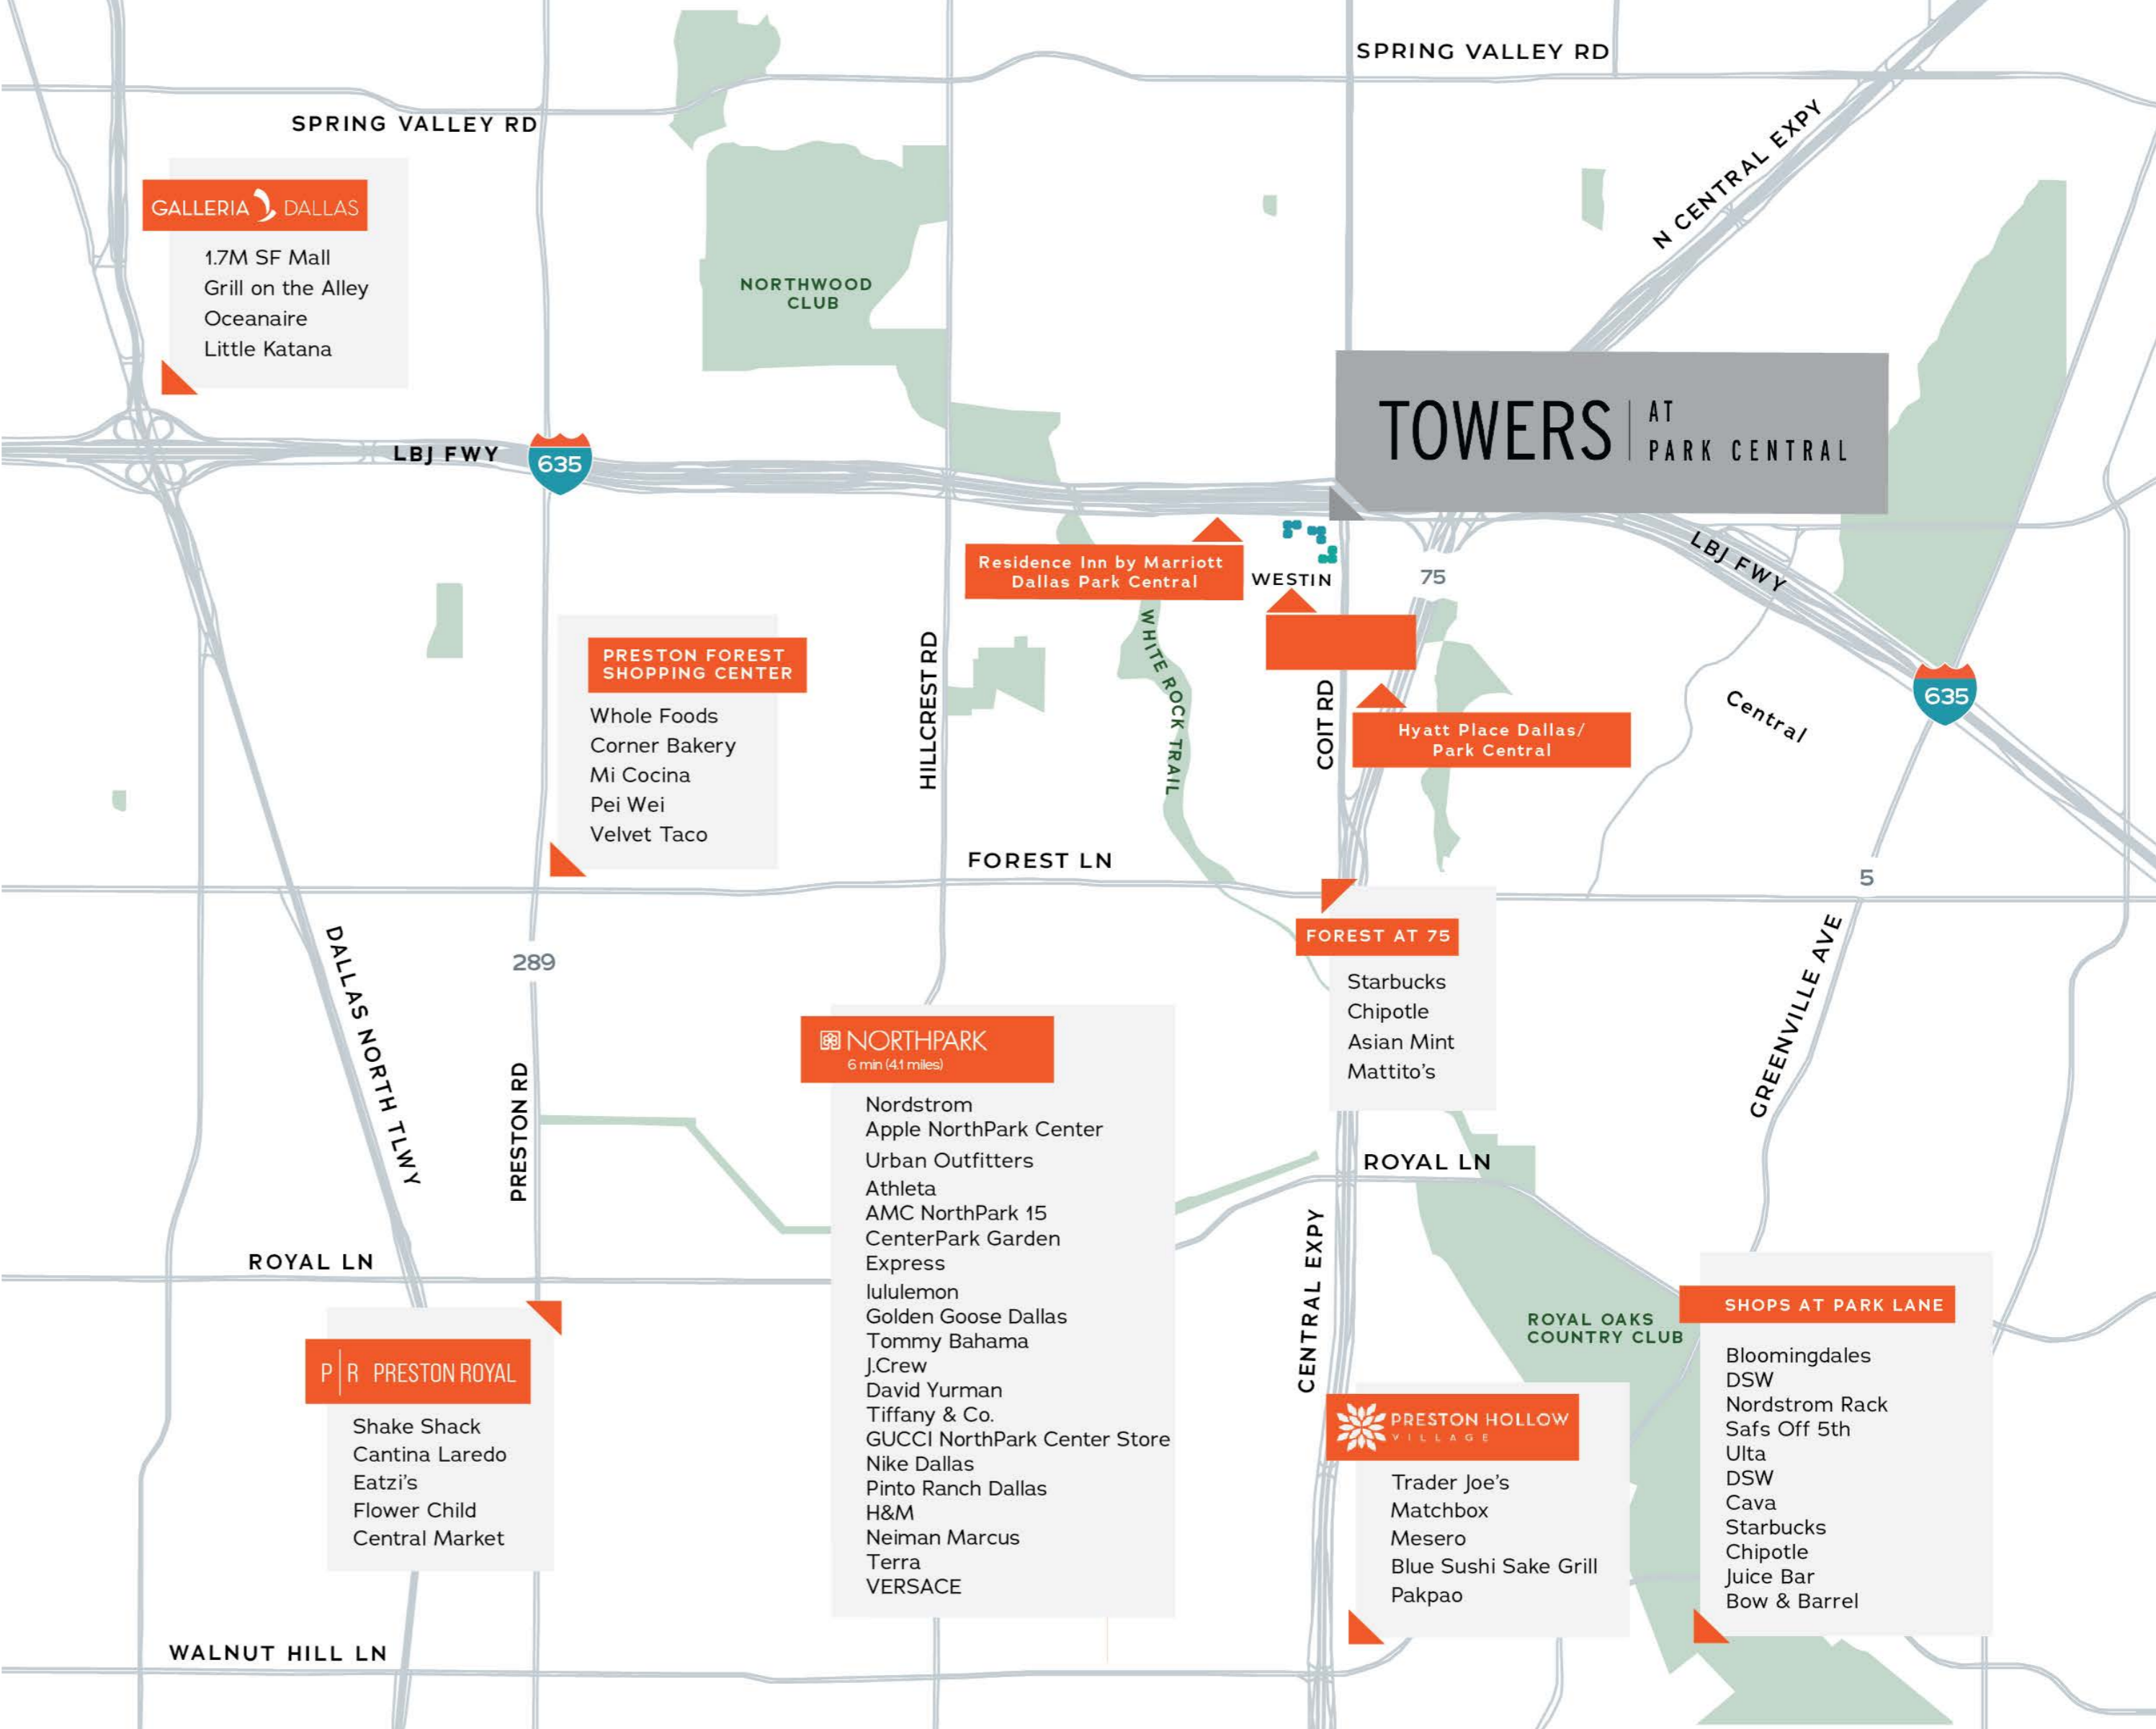 SPRING VALLEY RD
SPRING VALLEY RD
N CENTRAL EXPY
GALLERIA DALLAS
1.7M SF Mall
Grill on the Alley
Oceanaire
Little Katana
NORTHWOOD
CLUB
TOWERS AT
PARK CENTRAL
LBJ FWY
635
LBJ FWY
Residence Inn by Marriott
Dallas Park Central
WESTIN
75
WHITE ROCK TRAIL
PRESTON FOREST
SHOPPING CENTER
Whole Foods
Corner Bakery
Mi Cocina
Pei Wei
Velvet Taco
HILLCREST RD
COIT RD
Hyatt Place Dallas/
Park Central
Central
635
FOREST LN
5
FOREST AT 75
Starbucks
Chipotle
Asian Mint
Mattito's
DALLAS NORTH TLWY
289
PRESTON RD
GREENVILLE AVE
NORTHPARK
6 min (4.1 miles)
Nordstrom
Apple NorthPark Center
Urban Outfitters
Athleta
AMC NorthPark 15
CenterPark Garden
Express
lululemon
Golden Goose Dallas
Tommy Bahama
J.Crew
David Yurman
Tiffany & Co.
GUCCI NorthPark Center Store
Nike Dallas
Pinto Ranch Dallas
H&M
Neiman Marcus
Terra
VERSACE
ROYAL LN
ROYAL LN
CENTRAL EXPY
P R PRESTON ROYAL
Shake Shack
Cantina Laredo
Eatzi's
Flower Child
Central Market
ROYAL OAKS
COUNTRY CLUB
SHOPS AT PARK LANE
Bloomingdales
DSW
Nordstrom Rack
Safs Off 5th
Ulta
DSW
Cava
Starbucks
Chipotle
Juice Bar
Bow & Barrel
PRESTON HOLLOW
VILLAGE
Trader Joe's
Matchbox
Mesero
Blue Sushi Sake Grill
Pakpao
WALNUT HILL LN